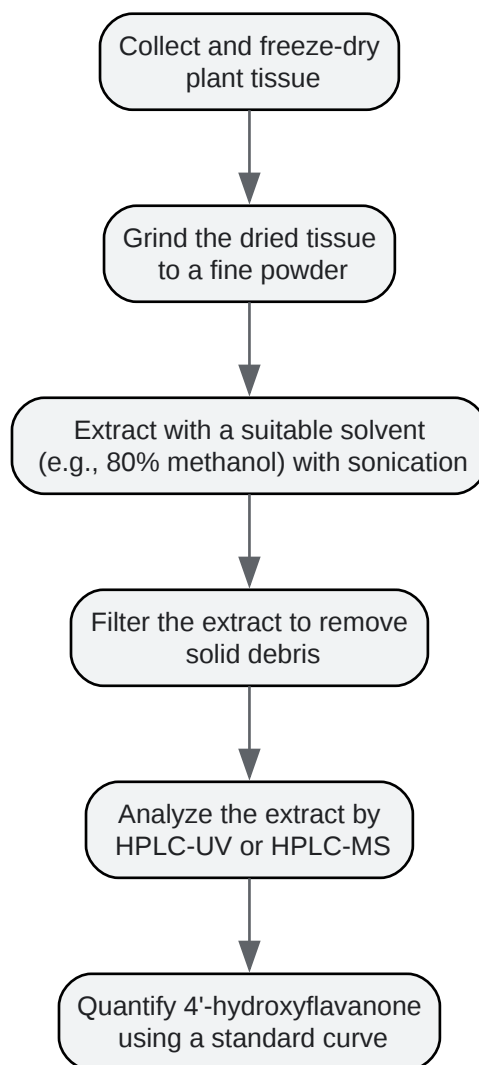 Collect and freeze-dry
plant tissue
Grind the dried tissue
to a fine powder
Extract with a suitable solvent
(e.g., 80% methanol) with sonication
Filter the extract to remove
solid debris
Analyze the extract by
HPLC-UV or HPLC-MS
Quantify 4'-hydroxyflavanone
using a standard curve